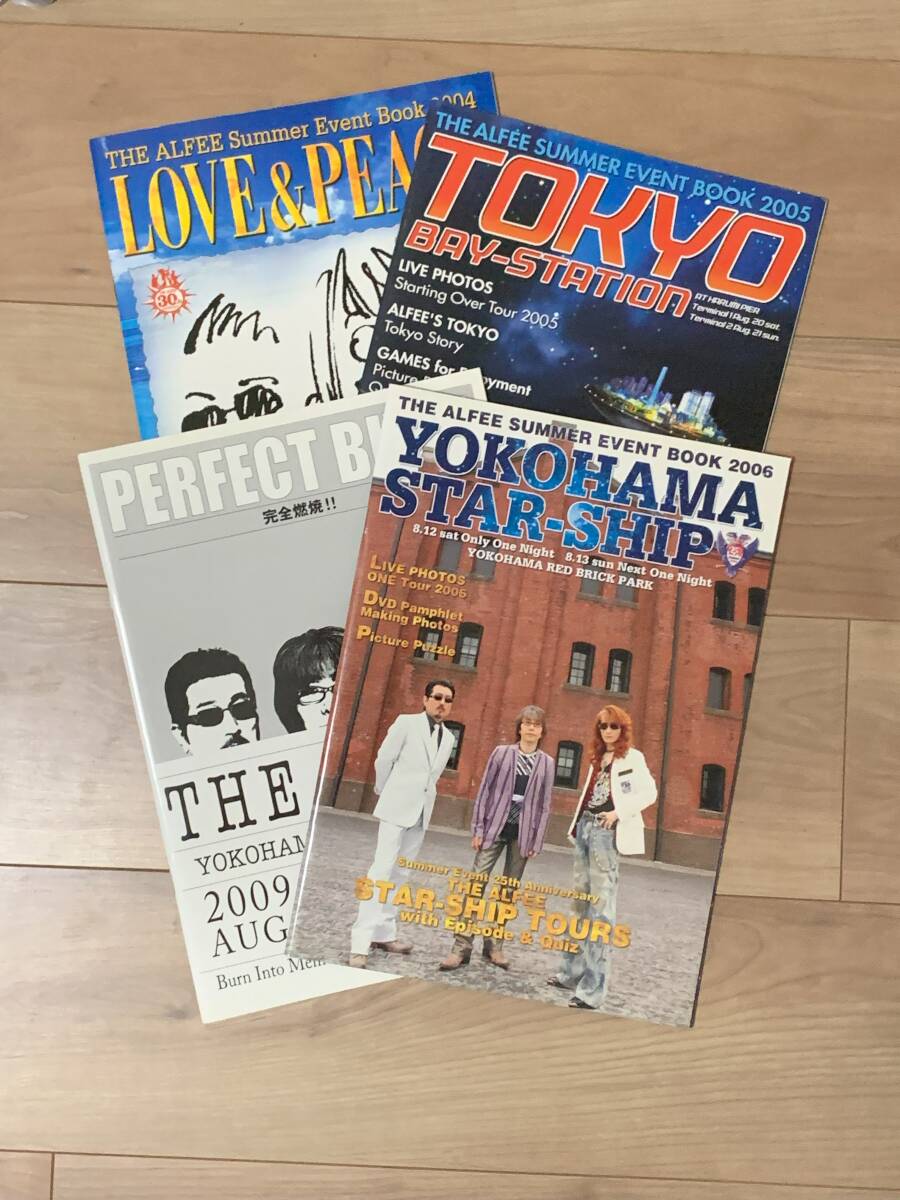 THE ALFEE Summer Event Book 2004
LOVE & PEA
30th
THE ALFEE SUMMER EVENT BOOK 2005
TOKYO
BAY-STATION
AT HARUMI PIER
Terminal 1 Aug. 20 sat.
Terminal 2 Aug. 21 sun.
LIVE PHOTOS
Starting Over Tour 2005
ALFEE'S TOKYO
Tokyo Story
GAMES for
Picture
PERFECT
完全燃焼!!
THE
YOKOHAM
2009
AUG
Burn Into Mem
THE ALFEE SUMMER EVENT BOOK 2006
YOKOHAMA
STAR-SHIP
25
8.12 sat Only One Night 8.13 sun Next One Night
YOKOHAMA RED BRICK PARK
LIVE PHOTOS
ONE Tour 2006
DVD Pamphlet
Making Photos
Picture Puzzle
Summer Event 25th Anniversary
THE ALFEE
STAR-SHIP TOURS
with Episode & Quiz